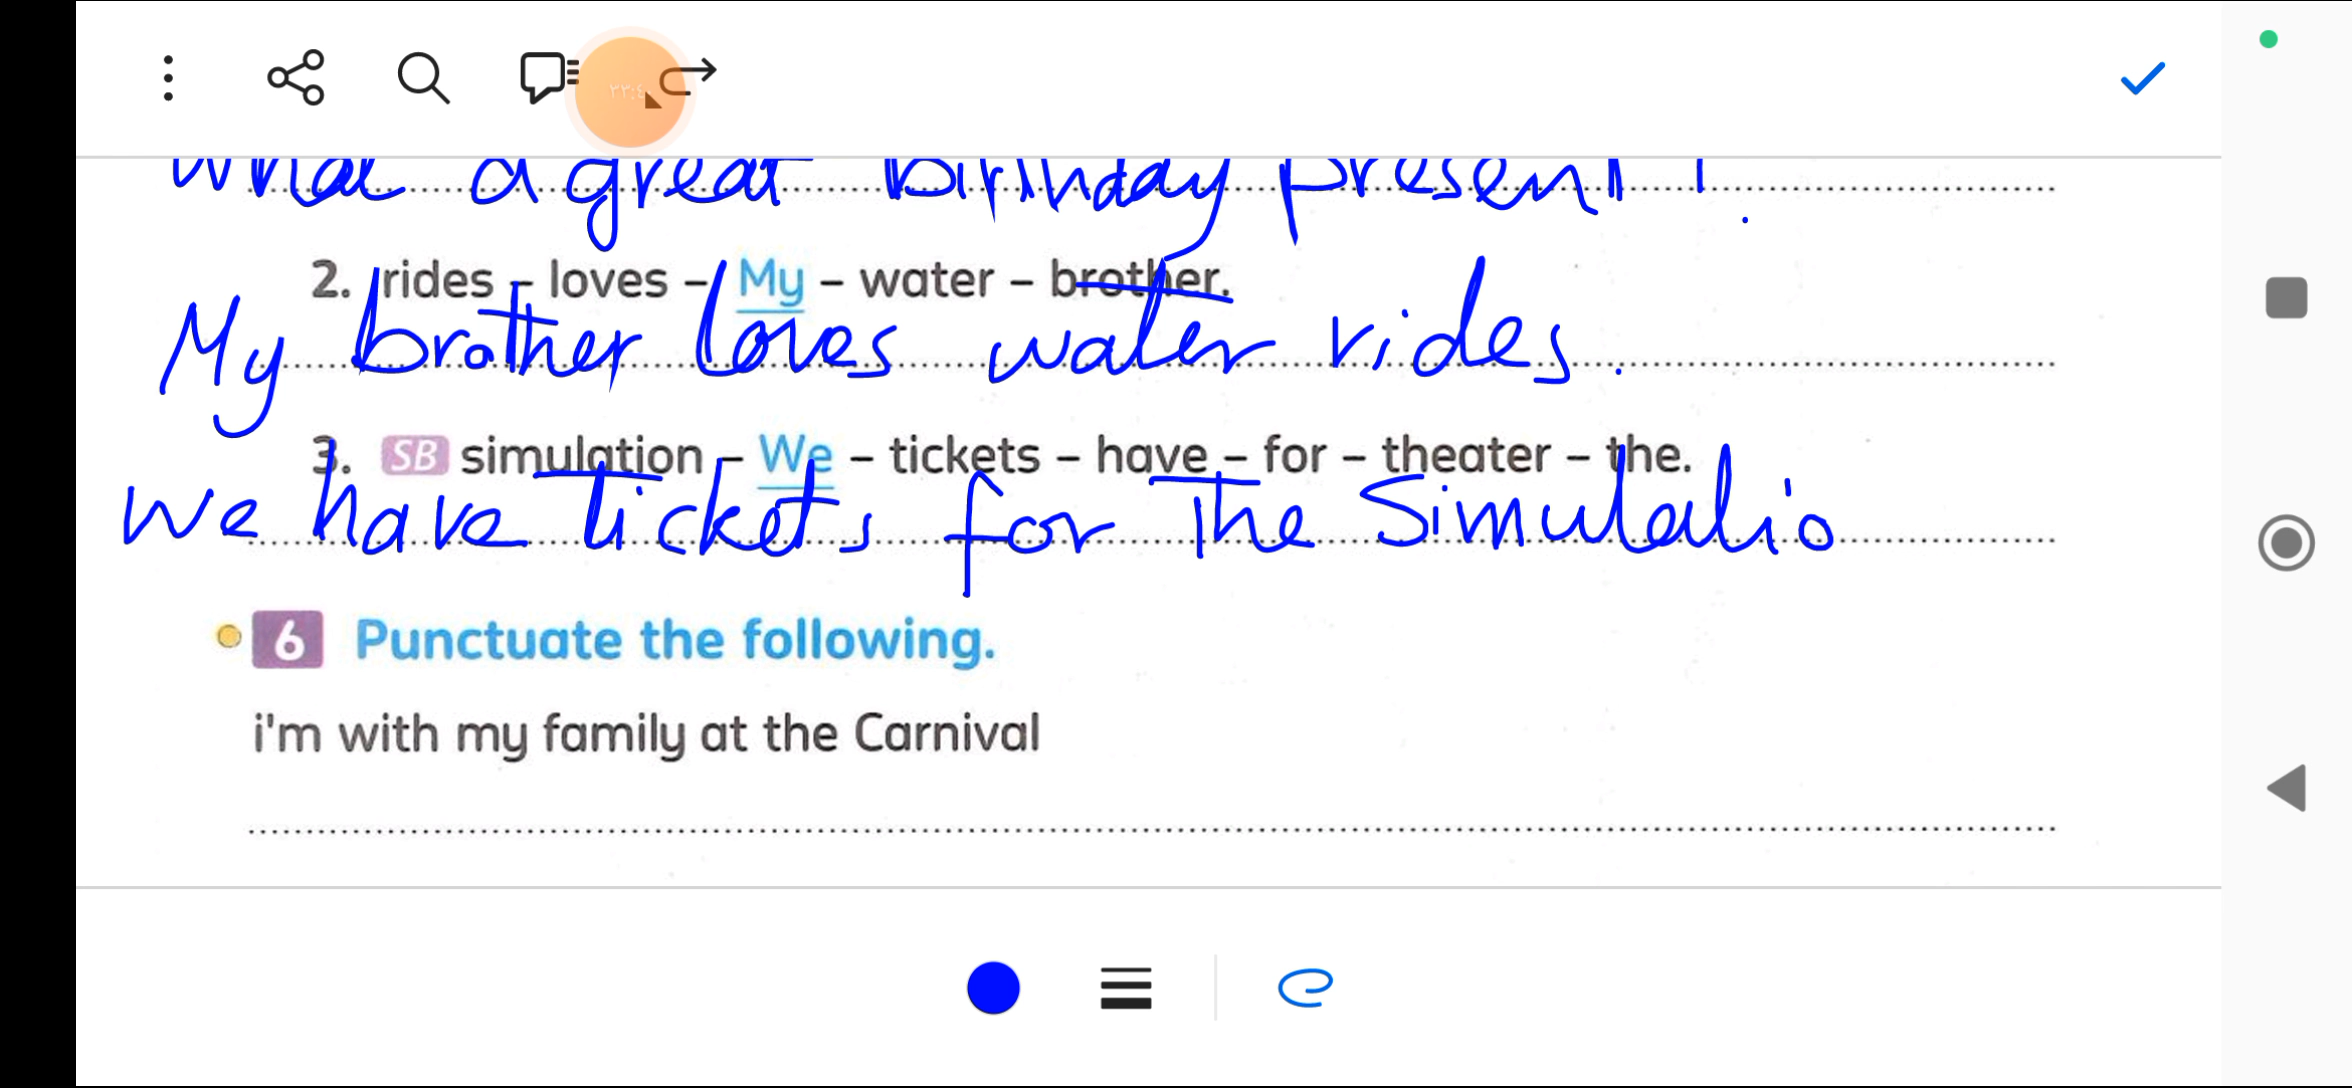 what a great birthday present !
2. rides – loves – My – water – brother.
My brother loves water rides.
3. SB simulation – We – tickets – have – for – theater – the.
we have tickets for the Simulatio
6 Punctuate the following.
i'm with my family at the Carnival